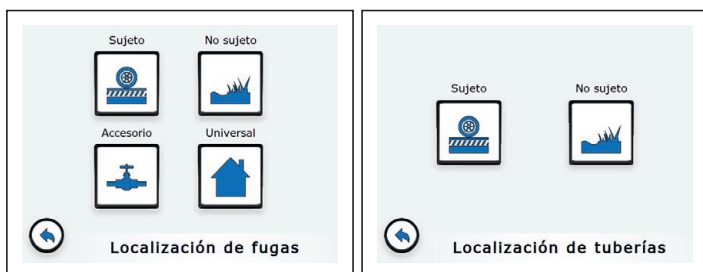 Sujeto No sujeto
Accesorio Universal
Localización de fugas
Sujeto No sujeto
Localización de tuberías